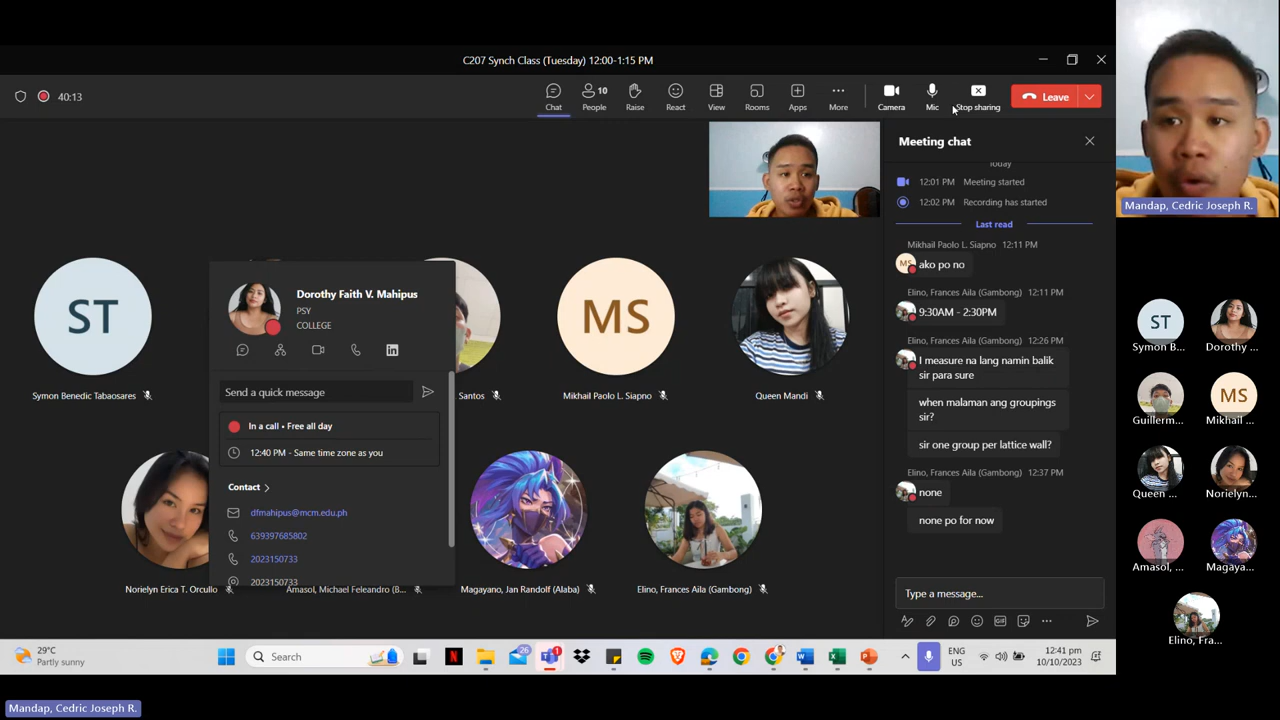 C207 Synch Class (Tuesday) 12:00-1:15 PM
40:13
Chat
10
People
Raise
React
View
Rooms
Apps
More
Camera
Mic
Stop sharing
Leave
Meeting chat
Today
12:01 PM Meeting started
12:02 PM Recording has started
Last read
Mikhail Paolo L. Siapno 12:11 PM
MS
ako po no
Elino, Frances Aila (Gambong) 12:11 PM
9:30AM - 2:30PM
Elino, Frances Aila (Gambong) 12:26 PM
I measure na lang namin balik
sir para sure
when malaman ang groupings
sir?
sir one group per lattice wall?
Elino, Frances Aila (Gambong) 12:37 PM
none
none po for now
Type a message...
GIF
ST
Symon Benedic Tabaosares
Santos
MS
Mikhail Paolo L. Siapno
Queen Mandi
Norielyn Erica T. Orcullo
Amasol, Michael Feleandro (B...
Magayano, Jan Randolf (Alaba)
Elino, Frances Aila (Gambong)
Dorothy Faith V. Mahipus
PSY
COLLEGE
Send a quick message
In a call • Free all day
12:40 PM - Same time zone as you
Contact
dfmahipus@mcm.edu.ph
639397685802
2023150733
2023150733
Mandap, Cedric Joseph R.
ST
Symon B...
Dorothy ...
Guillerm...
MS
Mikhail ...
Queen ...
Norielyn...
Amasol, ...
Magaya...
Elino, Fra...
29°C
Partly sunny
Search
26
1
ENG
US
12:41 pm
10/10/2023
Mandap, Cedric Joseph R.